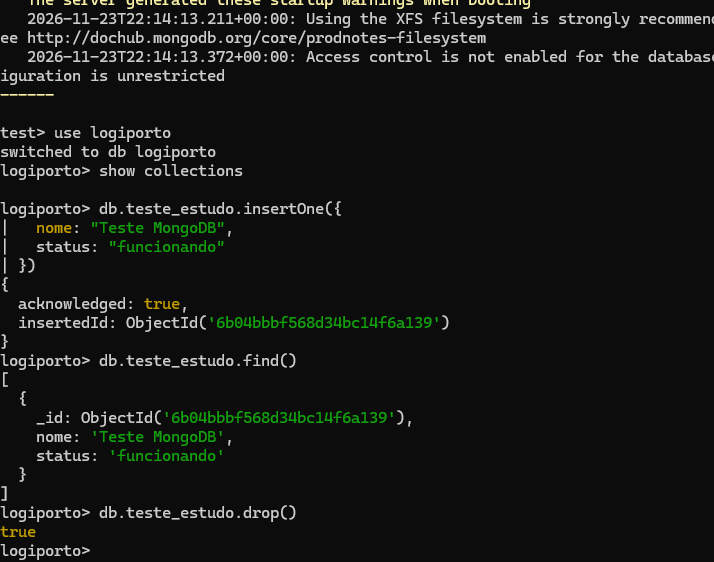 The server generated these startup warnings when booting
2026-11-23T22:14:13.211+00:00: Using the XFS filesystem is strongly
ee http://dochub.mongodb.org/core/prodnotes-filesystem
2026-11-23T22:14:13.372+00:00: Access control is not enabled for the database
iguration is unrestricted
------
test> use logiporto
switched to db logiporto
logiporto> show collections
logiporto> db.teste_estudo.insertOne({
|   nome: "Teste MongoDB",
|   status: "funcionando"
| })
{
  acknowledged: true,
  insertedId: ObjectId('6b04bbbf568d34bc14f6a139')
}
logiporto> db.teste_estudo.find()
[
  {
    _id: ObjectId('6b04bbbf568d34bc14f6a139'),
    nome: 'Teste MongoDB',
    status: 'funcionando'
  }
]
logiporto> db.teste_estudo.drop()
true
logiporto>